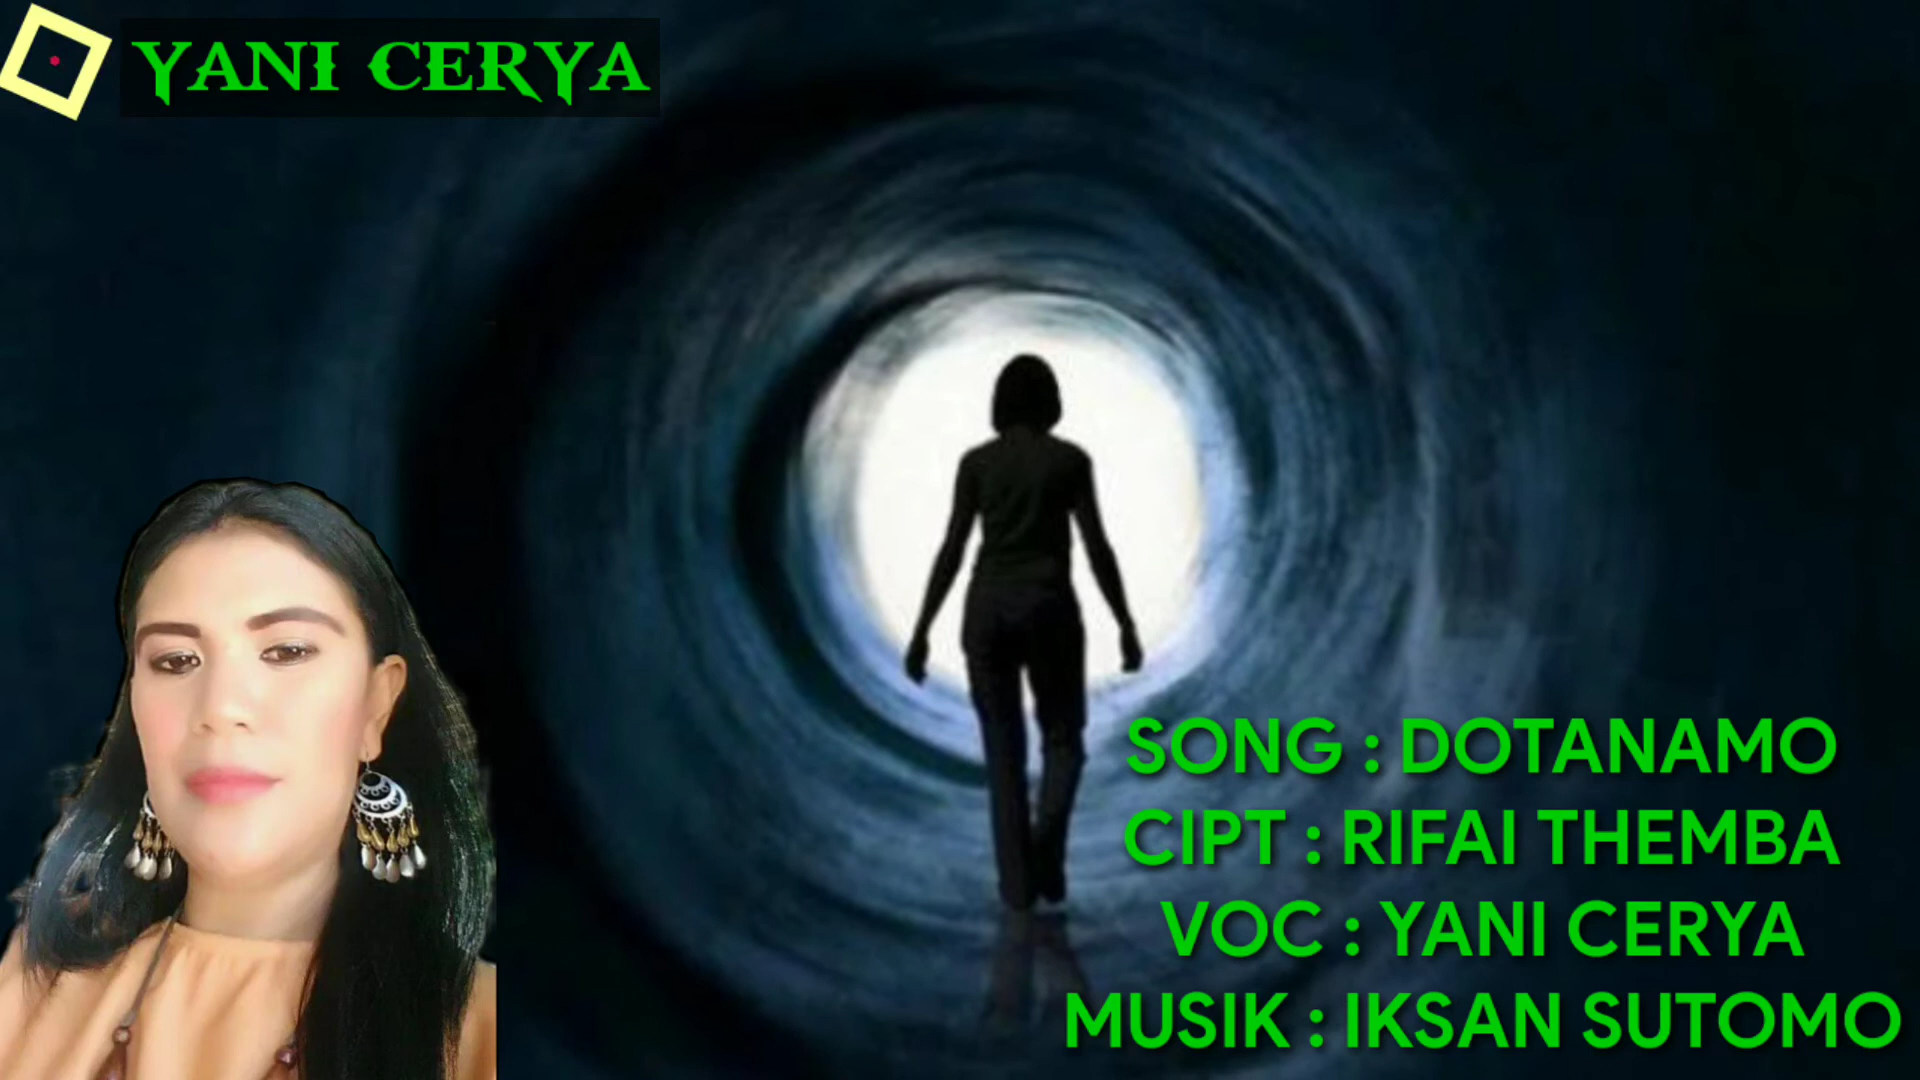 YANI CERYA
SONG : DOTANAMO
CIPT : RIFAI THEMBA
VOC : YANI CERYA
MUSIK : IKSAN SUTOMO